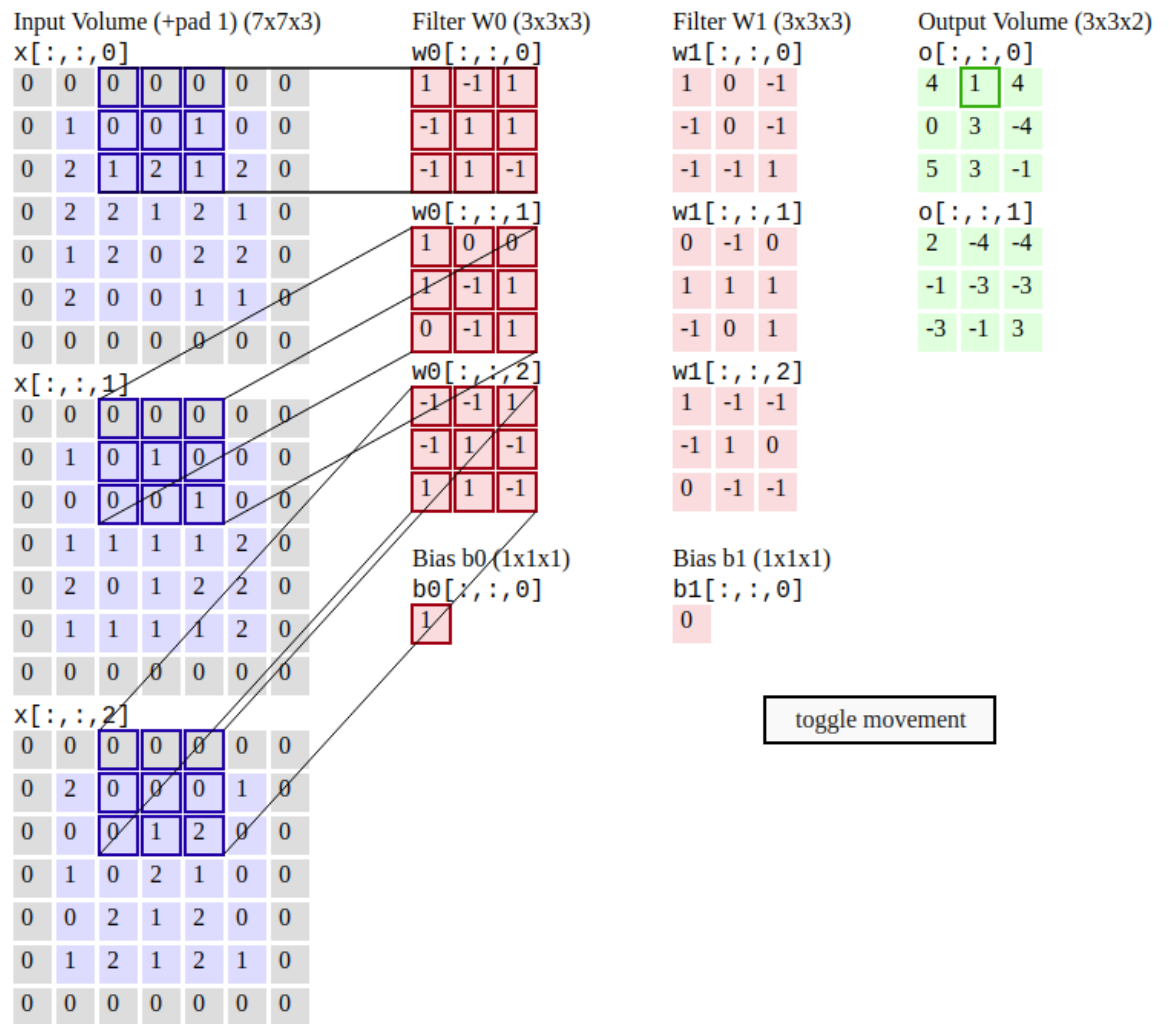 Input Volume (+pad 1) (7x7x3)
x[:,:,0]
0 0 0 0 0 0 0
0 1 0 0 1 0 0
0 2 1 2 1 2 0
0 2 2 1 2 1 0
0 1 2 0 2 2 0
0 2 0 0 1 1 0
0 0 0 0 0 0 0
x[:,:,1]
0 0 0 0 0 0 0
0 1 0 1 0 0 0
0 0 0 0 1 0 0
0 1 1 1 1 2 0
0 2 0 1 2 2 0
0 1 1 1 1 2 0
0 0 0 0 0 0 0
x[:,:,2]
0 0 0 0 0 0 0
0 2 0 0 0 1 0
0 0 0 1 2 0 0
0 1 0 2 1 0 0
0 0 2 1 2 0 0
0 1 2 1 2 1 0
0 0 0 0 0 0 0
Filter W0 (3x3x3)
w0[:,:,0]
1 -1 1
-1 1 1
-1 1 -1
w0[:,:,1]
1 0 0
1 -1 1
0 -1 1
w0[:,:,2]
-1 -1 1
-1 1 -1
1 1 -1
Bias b0 (1x1x1)
b0[:,:,0]
1
Filter W1 (3x3x3)
w1[:,:,0]
1 0 -1
-1 0 -1
-1 -1 1
w1[:,:,1]
0 -1 0
1 1 1
-1 0 1
w1[:,:,2]
1 -1 -1
-1 1 0
0 -1 -1
Bias b1 (1x1x1)
b1[:,:,0]
0
Output Volume (3x3x2)
o[:,:,0]
4 1 4
0 3 -4
5 3 -1
o[:,:,1]
2 -4 -4
-1 -3 -3
-3 -1 3
toggle movement